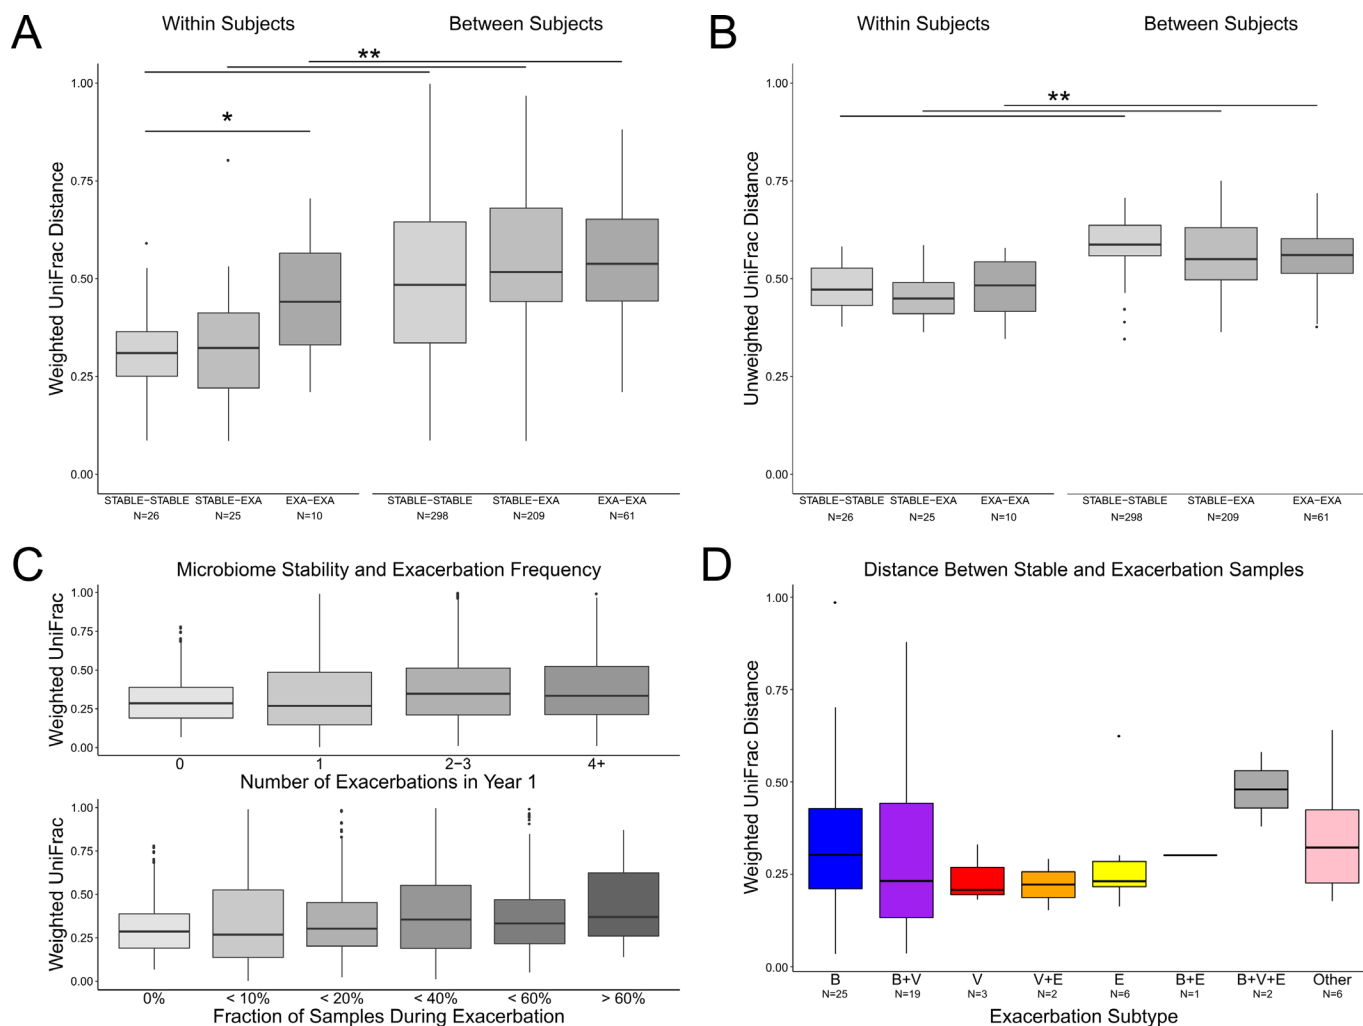 A
Within Subjects
Between Subjects
**
*
Weighted UniFrac Distance
1.00
0.75
0.50
0.25
0.00
STABLE−STABLE
STABLE−EXA
EXA−EXA
STABLE−STABLE
STABLE−EXA
EXA−EXA
N=26
N=25
N=10
N=298
N=209
N=61
B
Within Subjects
Between Subjects
**
Unweighted UniFrac Distance
1.00
0.75
0.50
0.25
0.00
STABLE−STABLE
STABLE−EXA
EXA−EXA
STABLE−STABLE
STABLE−EXA
EXA−EXA
N=26
N=25
N=10
N=298
N=209
N=61
C
Microbiome Stability and Exacerbation Frequency
Weighted UniFrac
1.00
0.75
0.50
0.25
0.00
0
1
2−3
4+
Number of Exacerbations in Year 1
Weighted UniFrac
1.00
0.75
0.50
0.25
0.00
0%
< 10%
< 20%
< 40%
< 60%
> 60%
Fraction of Samples During Exacerbation
D
Distance Betwen Stable and Exacerbation Samples
Weighted UniFrac Distance
1.00
0.75
0.50
0.25
0.00
B
B+V
V
V+E
E
B+E
B+V+E
Other
N=25
N=19
N=3
N=2
N=6
N=1
N=2
N=6
Exacerbation Subtype